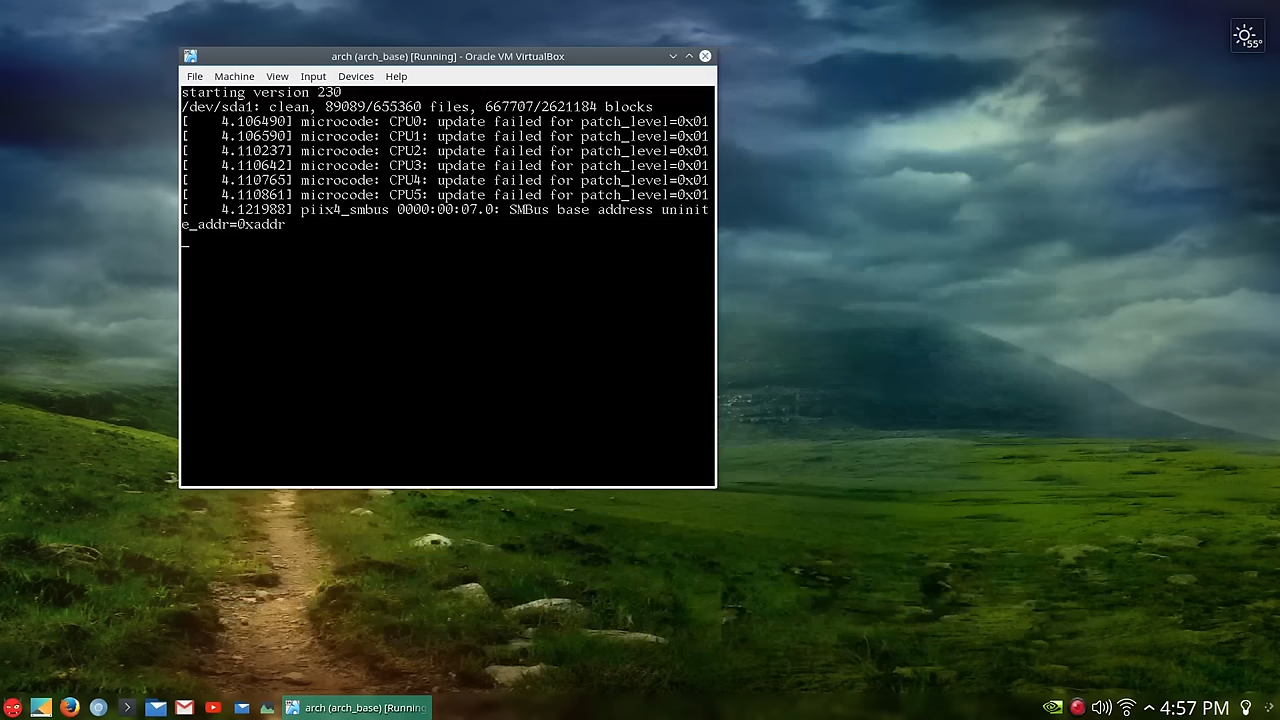 arch (arch_base) [Running] - Oracle VM VirtualBox
File Machine View Input Devices Help
starting version 230
/dev/sda1: clean, 89089/655360 files, 667707/2621184 blocks
[    4.106490] microcode: CPU0: update failed for patch_level=0x01
[    4.106590] microcode: CPU1: update failed for patch_level=0x01
[    4.110237] microcode: CPU2: update failed for patch_level=0x01
[    4.110642] microcode: CPU3: update failed for patch_level=0x01
[    4.110765] microcode: CPU4: update failed for patch_level=0x01
[    4.110861] microcode: CPU5: update failed for patch_level=0x01
[    4.121988] piix4_smbus 0000:00:07.0: SMBus base address uninit
e_addr=0xaddr
_
55°
arch (arch_base) [Running
4:57 PM